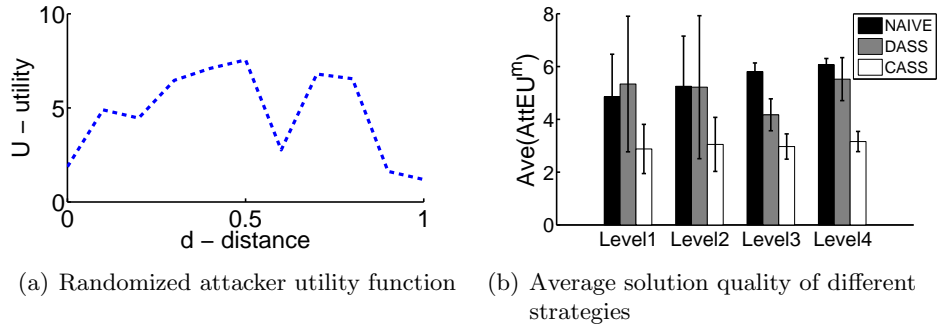 10
5
0
U – utility
0
0.5
1
d – distance
8
6
4
2
0
Ave(AttEU^m)
NAIVE
DASS
CASS
Level1 Level2 Level3 Level4
(a) Randomized attacker utility function
(b) Average solution quality of different
strategies